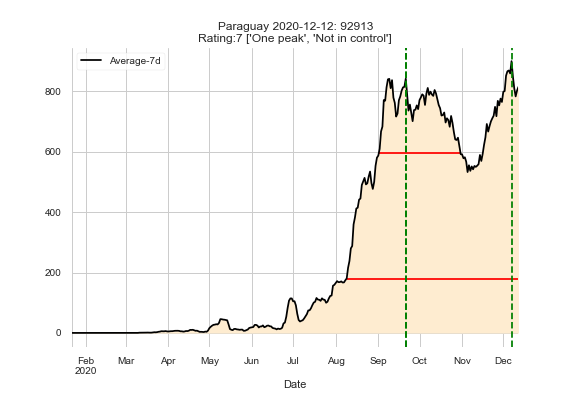 Paraguay 2020-12-12: 92913
Rating:7 ['One peak', 'Not in control']
Average-7d
800
600
400
200
0
Feb Mar Apr May Jun Jul Aug Sep Oct Nov Dec
2020
Date